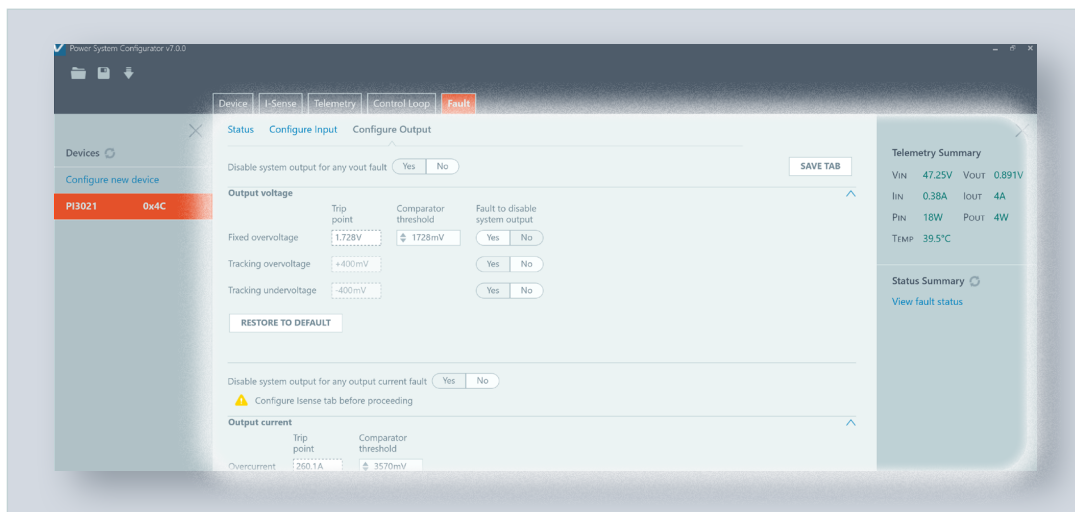 Power System Configurator v7.0.0
Device I-Sense Telemetry Control Loop Fault
Status Configure Input Configure Output
Devices
Configure new device
PI3021 0x4C
Disable system output for any vout fault Yes No
SAVE TAB
Output voltage
Trip point Comparator threshold Fault to disable system output
Fixed overvoltage 1.728V 1728mV Yes No
Tracking overvoltage +400mV Yes No
Tracking undervoltage -400mV Yes No
RESTORE TO DEFAULT
Disable system output for any output current fault Yes No
Configure Isense tab before proceeding
Output current
Trip point Comparator threshold
Overcurrent 260.1A 3570mV
Telemetry Summary
VIN 47.25V VOUT 0.891V
IIN 0.38A IOUT 4A
PIN 18W POUT 4W
TEMP 39.5°C
Status Summary
View fault status